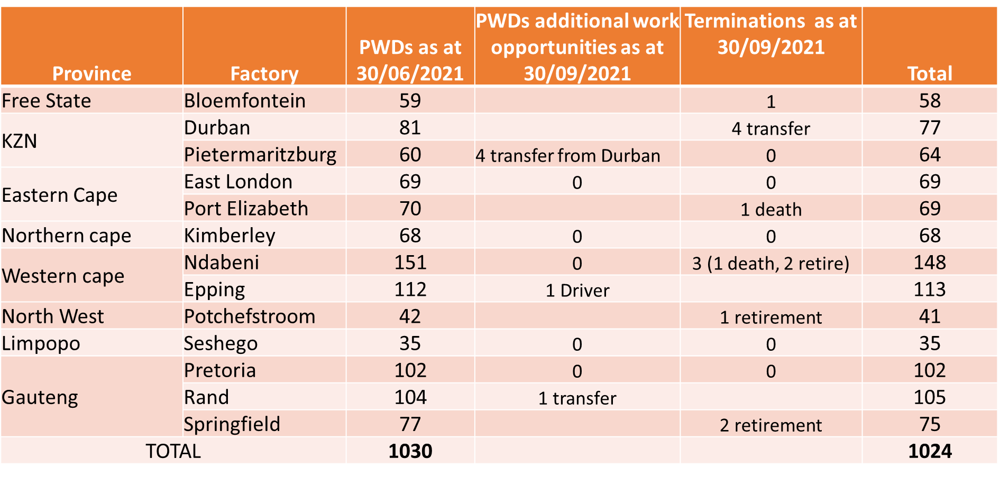 Province Factory PWDs as at 30/06/2021 PWDs additional work opportunities as at 30/09/2021 Terminations as at 30/09/2021 Total
Free State Bloemfontein 59 1 58
KZN Durban 81 4 transfer 77
Pietermaritzburg 60 4 transfer from Durban 0 64
Eastern Cape East London 69 0 0 69
Port Elizabeth 70 1 death 69
Northern cape Kimberley 68 0 0 68
Western cape Ndabeni 151 0 3 (1 death, 2 retire) 148
Epping 112 1 Driver 113
North West Potchefstroom 42 1 retirement 41
Limpopo Seshego 35 0 0 35
Gauteng Pretoria 102 0 0 102
Rand 104 1 transfer 105
Springfield 77 2 retirement 75
TOTAL 1030 1024